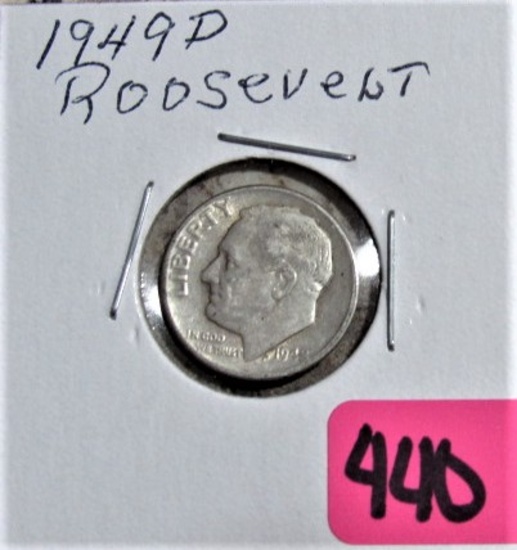 1949D
Roosevelt
LIBERTY
IN GOD
WE TRUST
440